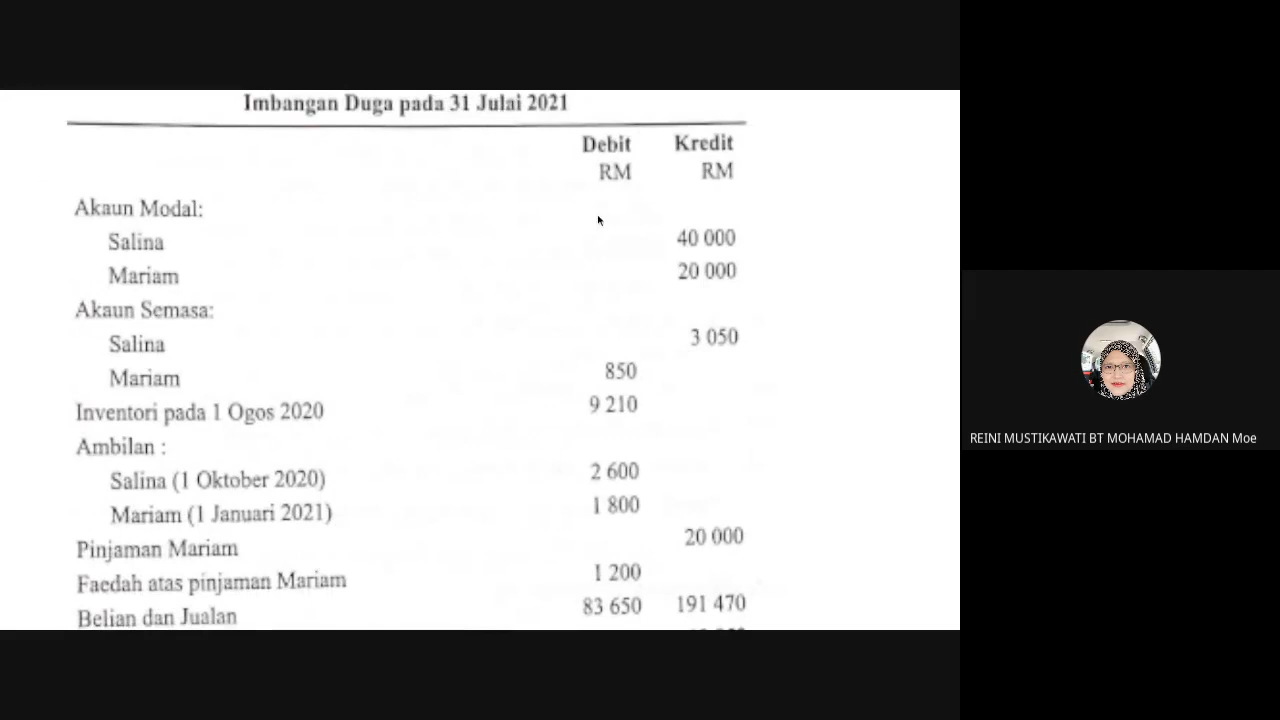 Imbangan Duga pada 31 Julai 2021
Debit Kredit
RM RM
Akaun Modal:
Salina 40 000
Mariam 20 000
Akaun Semasa:
Salina 3 050
Mariam 850
Inventori pada 1 Ogos 2020 9 210
Ambilan :
Salina (1 Oktober 2020) 2 600
Mariam (1 Januari 2021) 1 800
Pinjaman Mariam 20 000
Faedah atas pinjaman Mariam 1 200
Belian dan Jualan 83 650 191 470
REINI MUSTIKAWATI BT MOHAMAD HAMDAN Moe